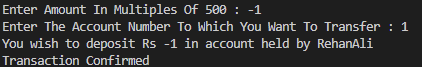 Enter Amount In Multiples Of 500 : -1
Enter The Account Number To Which You Want To Transfer : 1
You wish to deposit Rs -1 in account held by RehanAli
Transaction Confirmed